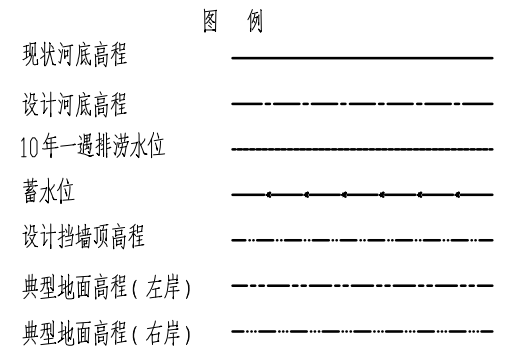 图 例
现状河底高程
设计河底高程
10年一遇排涝水位
蓄水位
设计挡墙顶高程
典型地面高程(左岸)
典型地面高程(右岸)